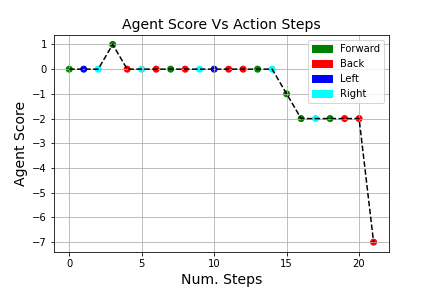 Agent Score Vs Action Steps
1
0
−1
−2
−3
−4
−5
−6
−7
Agent Score
Forward
Back
Left
Right
0 5 10 15 20
Num. Steps